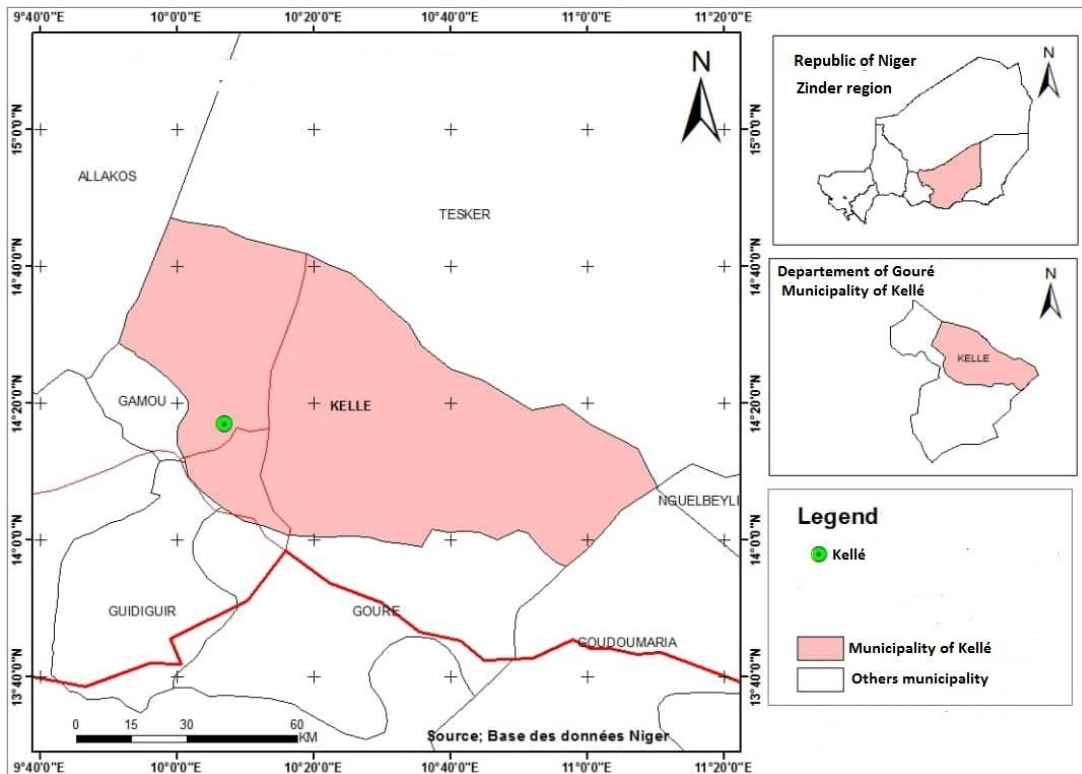 9°40'0"E 10°0'0"E 10°20'0"E 10°40'0"E 11°0'0"E 11°20'0"E
15°0'0"N
14°40'0"N
14°20'0"N
14°0'0"N
13°40'0"N
N
ALLAKOS
TESKER
GAMOU
KELLE
NGUELBEYLI
GUIDIGUIR
GOURE
GOUDOUMARIA
0 15 30 60
KM
Source; Base des données Niger
15°0'0"N
14°40'0"N
14°20'0"N
14°0'0"N
13°40'0"N
9°40'0"E 10°0'0"E 10°20'0"E 10°40'0"E 11°0'0"E 11°20'0"E
Republic of Niger
Zinder region
N
Departement of Gouré
Municipality of Kellé
N
KELLE
Legend
Kellé
Municipality of Kellé
Others municipality